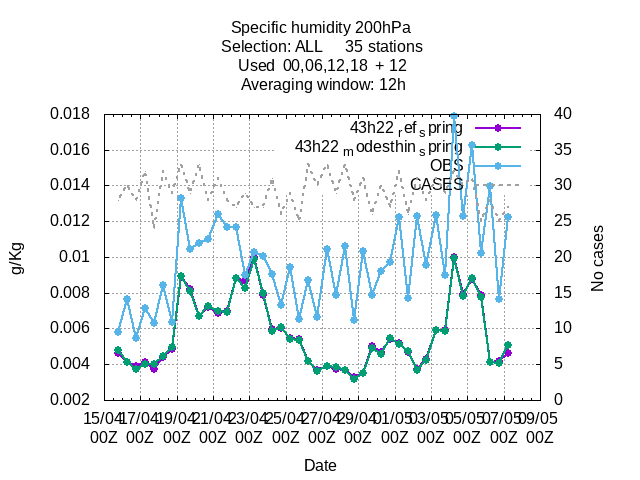 Specific humidity 200hPa
Selection: ALL 35 stations
Used 00,06,12,18 + 12
Averaging window: 12h
0.018
0.016
0.014
0.012
0.01
0.008
0.006
0.004
0.002
40
35
30
25
20
15
10
5
0
43h22 ref spring
43h22 modesthin spring
OBS
CASES
g/Kg
No cases
15/04 17/04 19/04 21/04 23/04 25/04 27/04 29/04 01/05 03/05 05/05 07/05 09/05
00Z 00Z 00Z 00Z 00Z 00Z 00Z 00Z 00Z 00Z 00Z 00Z 00Z
Date